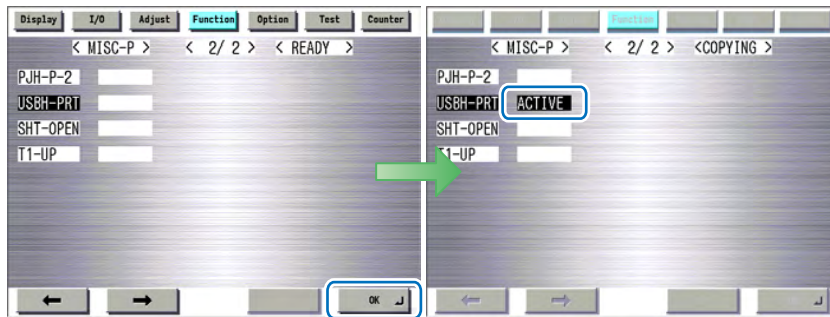 Display I/O Adjust Function Option Test Counter
< MISC-P > < 2/ 2 > < READY >
PJH-P-2
USBH-PRT
SHT-OPEN
T1-UP
OK
Function
< MISC-P > < 2/ 2 > <COPYING >
PJH-P-2
USBH-PRT ACTIVE
SHT-OPEN
T1-UP